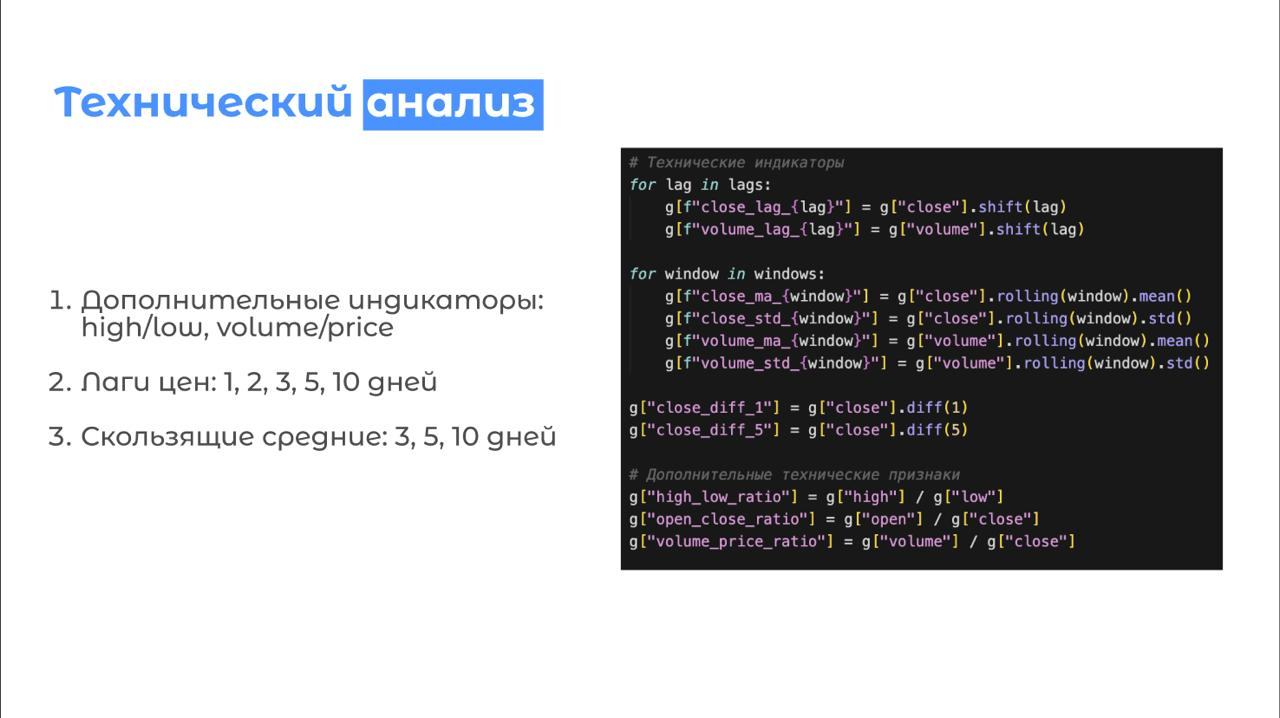 Технический анализ
1. Дополнительные индикаторы:
high/low, volume/price
2. Лаги цен: 1, 2, 3, 5, 10 дней
3. Скользящие средние: 3, 5, 10 дней
# Технические индикаторы
for lag in lags:
    g[f"close_lag_{lag}"] = g["close"].shift(lag)
    g[f"volume_lag_{lag}"] = g["volume"].shift(lag)
for window in windows:
    g[f"close_ma_{window}"] = g["close"].rolling(window).mean()
    g[f"close_std_{window}"] = g["close"].rolling(window).std()
    g[f"volume_ma_{window}"] = g["volume"].rolling(window).mean()
    g[f"volume_std_{window}"] = g["volume"].rolling(window).std()
g["close_diff_1"] = g["close"].diff(1)
g["close_diff_5"] = g["close"].diff(5)
# Дополнительные технические признаки
g["high_low_ratio"] = g["high"] / g["low"]
g["open_close_ratio"] = g["open"] / g["close"]
g["volume_price_ratio"] = g["volume"] / g["close"]